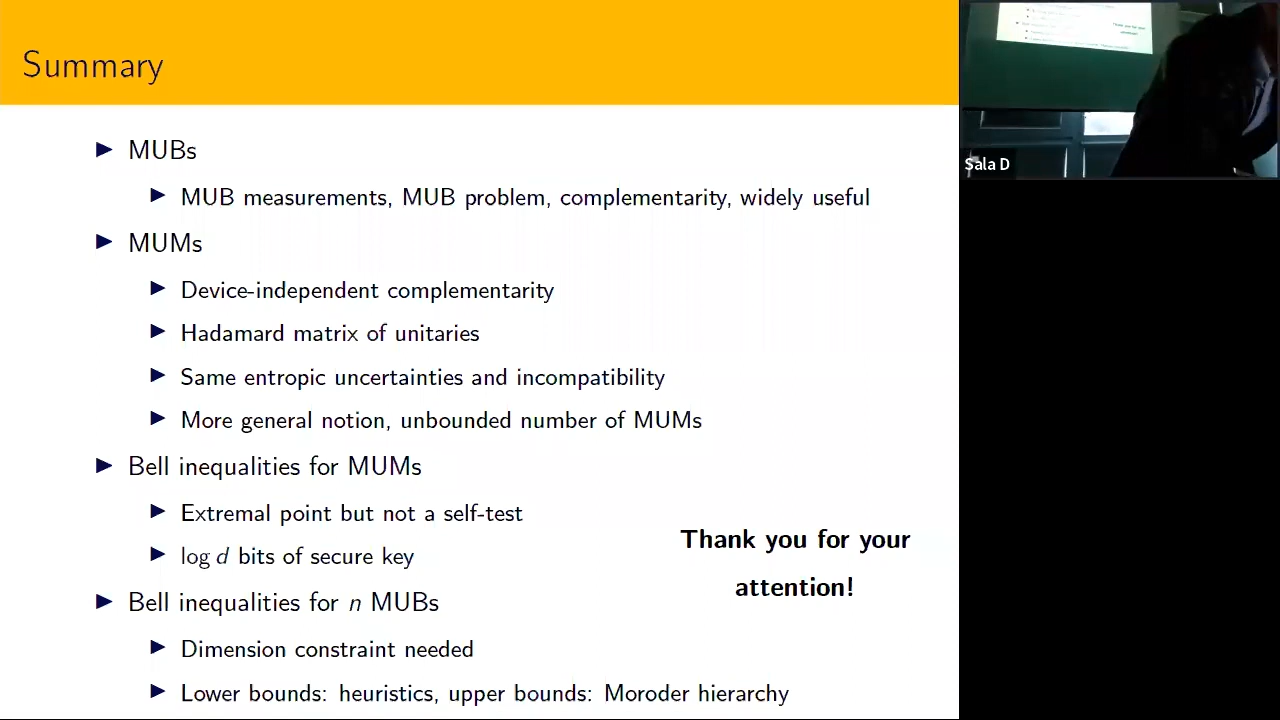 Summary
MUBs
MUB measurements, MUB problem, complementarity, widely useful
MUMs
Device-independent complementarity
Hadamard matrix of unitaries
Same entropic uncertainties and incompatibility
More general notion, unbounded number of MUMs
Bell inequalities for MUMs
Extremal point but not a self-test
log d bits of secure key
Thank you for your
attention!
Bell inequalities for n MUBs
Dimension constraint needed
Lower bounds: heuristics, upper bounds: Moroder hierarchy
Sala D